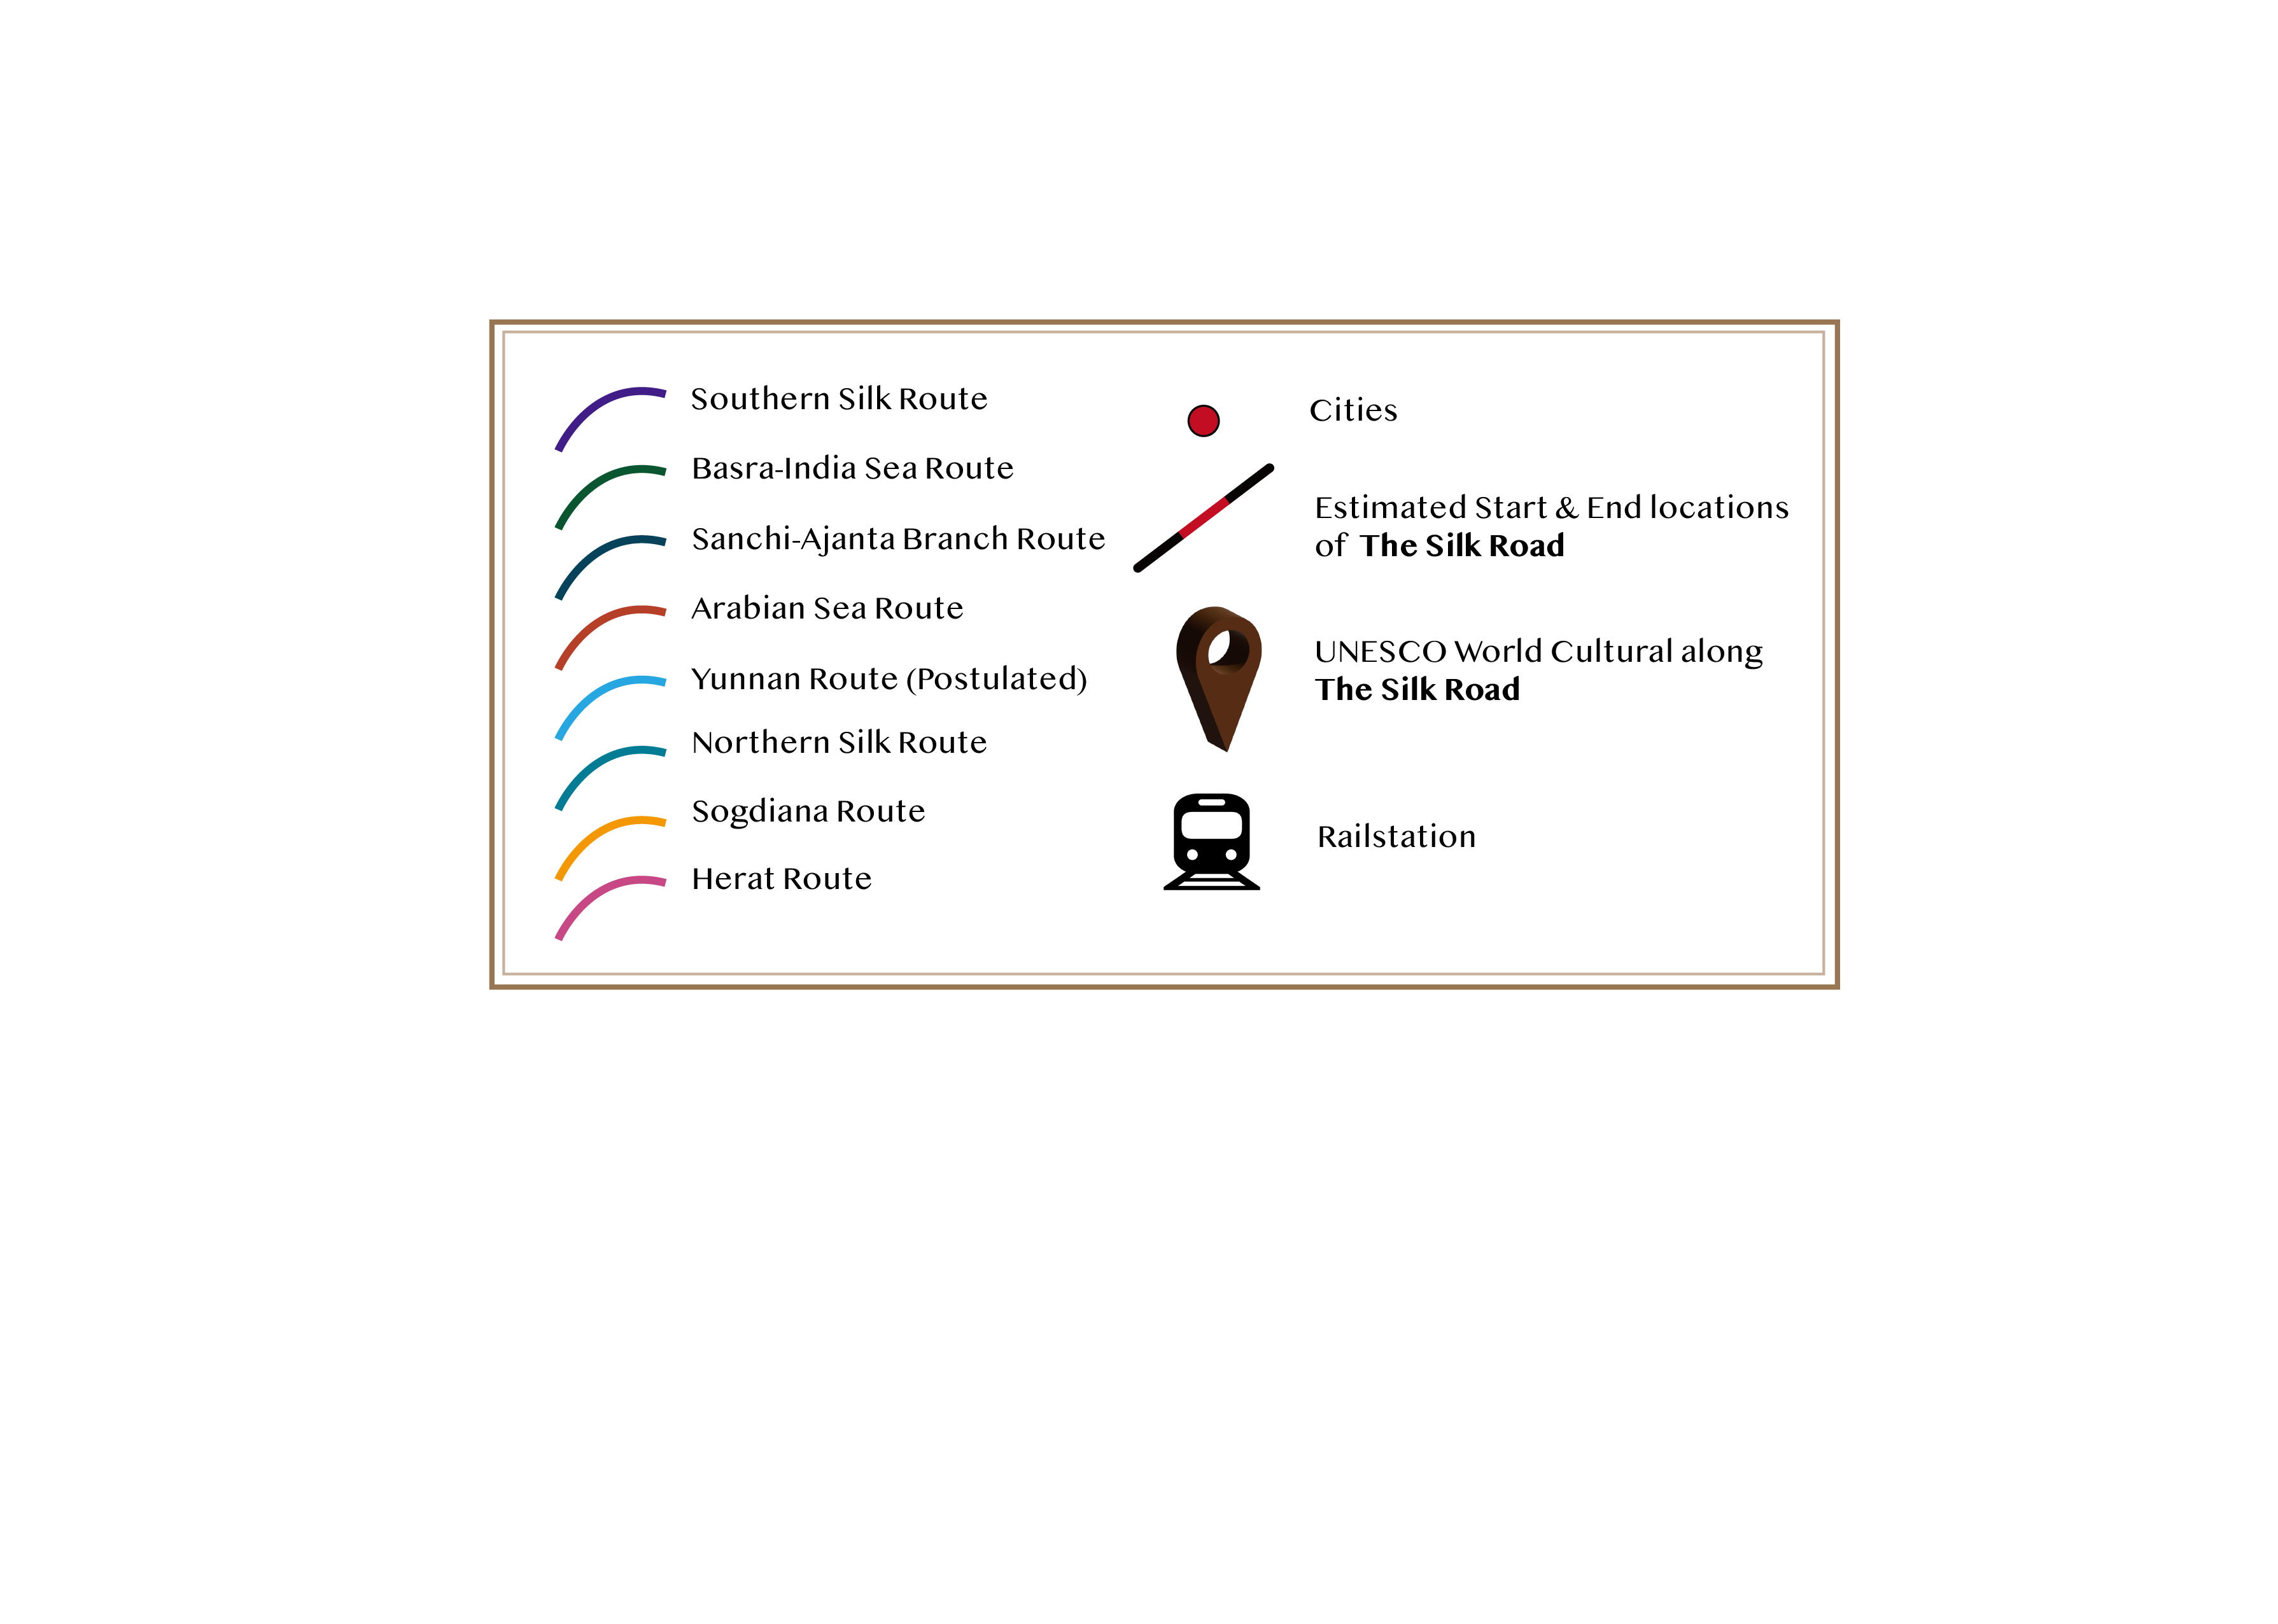 Southern Silk Route
Basra-India Sea Route
Sanchi-Ajanta Branch Route
Arabian Sea Route
Yunnan Route (Postulated)
Northern Silk Route
Sogdiana Route
Herat Route
Cities
Estimated Start & End locations
of The Silk Road
UNESCO World Cultural along
The Silk Road
Railstation